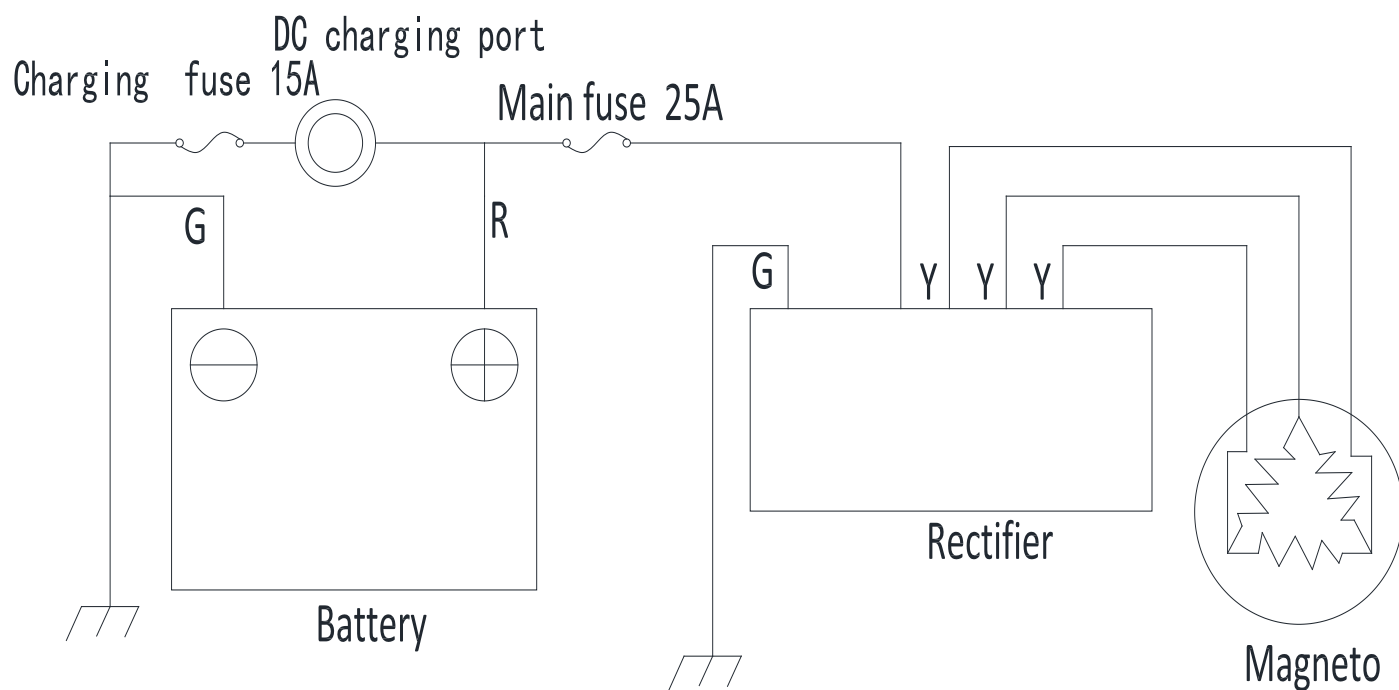 DC charging port
Charging fuse 15A
Main fuse 25A
G
R
G
Y Y Y
Rectifier
Battery
Magneto